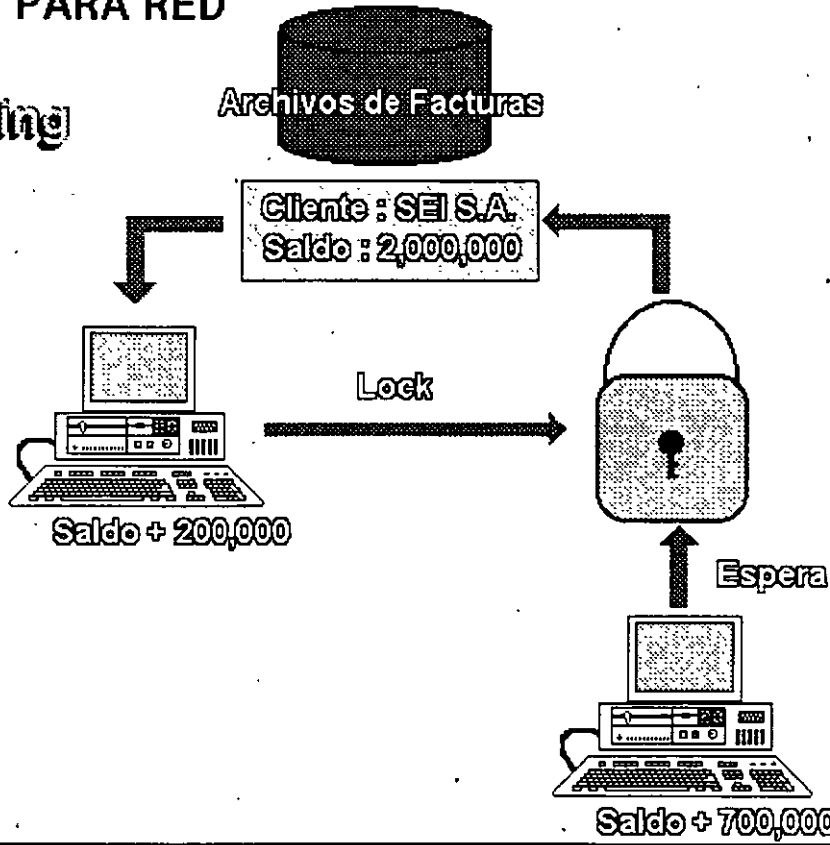 PARA RED
ing
Archivos de Facturas
Cliente : SEI S.A.
Saldo : 2,000,000
Lock
Saldo + 200,000
Espera
Saldo + 700,000